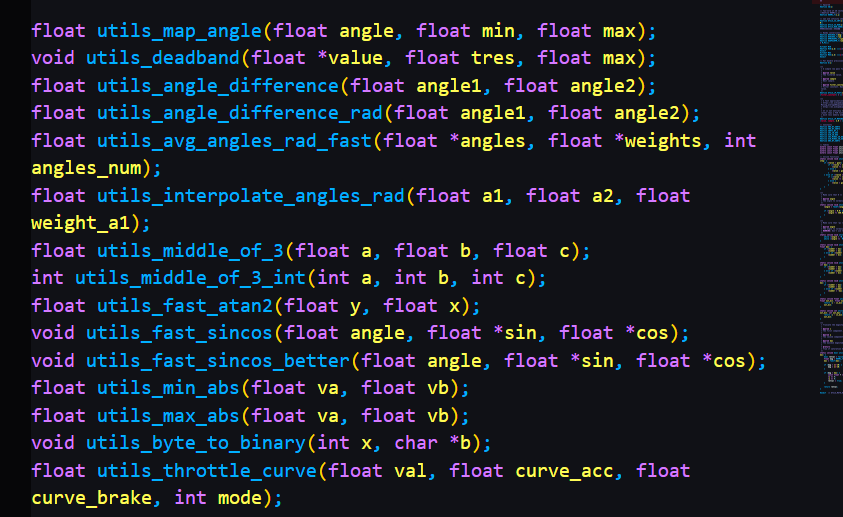 float utils_map_angle(float angle, float min, float max);
void utils_deadband(float *value, float tres, float max);
float utils_angle_difference(float angle1, float angle2);
float utils_angle_difference_rad(float angle1, float angle2);
float utils_avg_angles_rad_fast(float *angles, float *weights, int
angles_num);
float utils_interpolate_angles_rad(float a1, float a2, float
weight_a1);
float utils_middle_of_3(float a, float b, float c);
int utils_middle_of_3_int(int a, int b, int c);
float utils_fast_atan2(float y, float x);
void utils_fast_sincos(float angle, float *sin, float *cos);
void utils_fast_sincos_better(float angle, float *sin, float *cos);
float utils_min_abs(float va, float vb);
float utils_max_abs(float va, float vb);
void utils_byte_to_binary(int x, char *b);
float utils_throttle_curve(float val, float curve_acc, float
curve_brake, int mode);